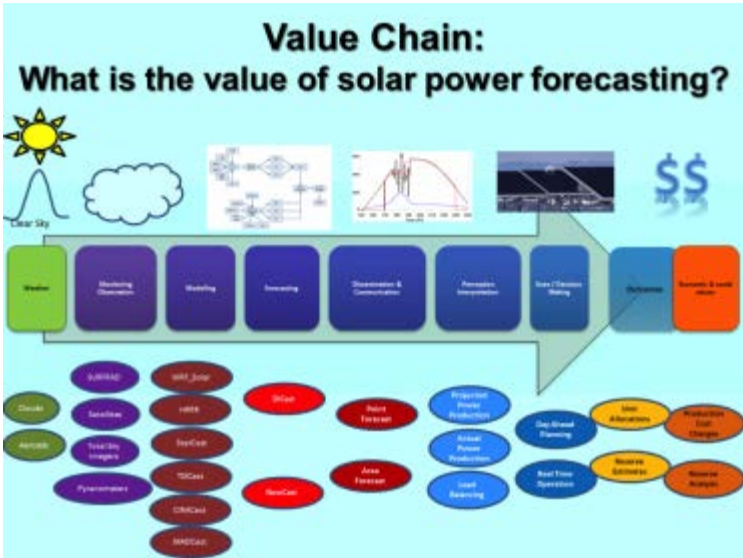 Value Chain:
What is the value of solar power forecasting?
$$
Clear Sky
Weather
Monitoring
Observation
Modelling
Forecasting
Dissemination &
Communication
Perception
Interpretation
Uses / Decision
Making
Outcomes
Economic & social
values
Clouds
Aerosols
SURFRAD
Satellites
Total Sky
Imagers
Pyranometers
WRF_Solar
HRRR
StatCast
TSICast
CIRACast
MADCast
DICast
NowCast
Point
Forecast
Area
Forecast
Projected
Power
Production
Actual
Power
Production
Load
Balancing
Day Ahead
Planning
Real Time
Operation
Unit
Allocations
Reserve
Estimates
Production
Cost
Changes
Reserve
Analysis